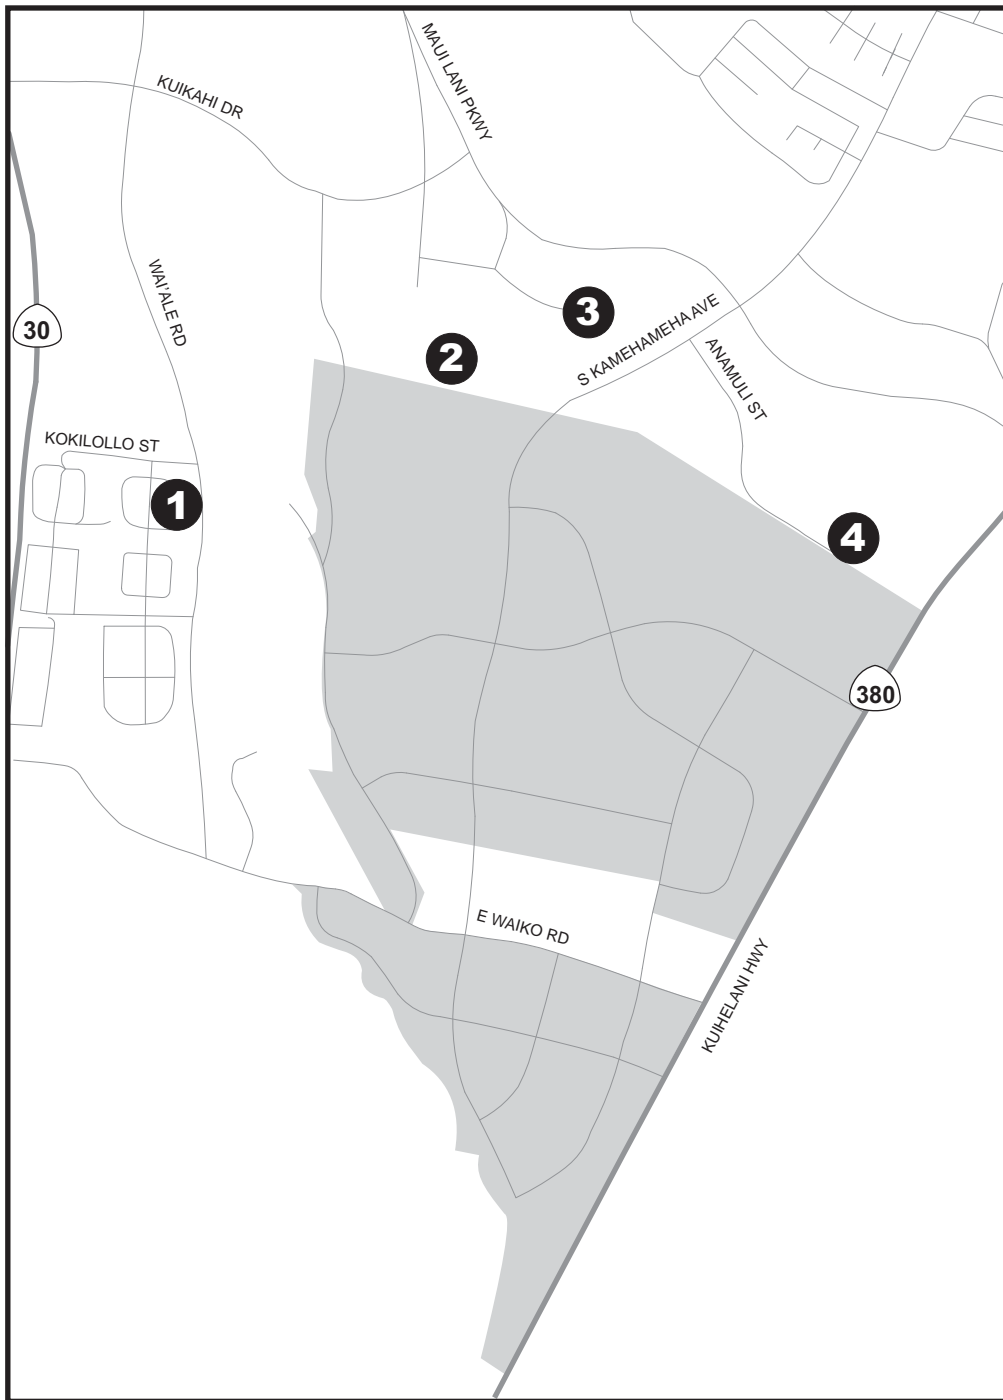 MAUI LANI PKWY
KUIKAHI DR
WAI'ALE RD
30
3
S KAMEHAMEHA AVE
2
ANAMULI ST
KOKILOLLO ST
1
4
380
E WAIKO RD
KUIHELANI HWY